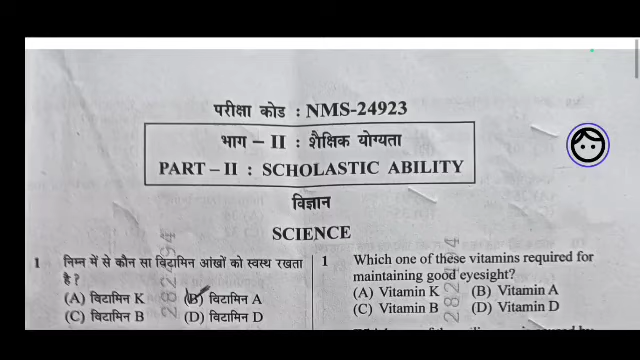 परीक्षा कोड : NMS-24923
भाग – II : शैक्षिक योग्यता
PART – II : SCHOLASTIC ABILITY
विज्ञान
SCIENCE
1 निम्न में से कौन सा विटामिन आंखों को स्वस्थ रखता
है?
(A) विटामिन K (B) विटामिन A
(C) विटामिन B (D) विटामिन D
1 Which one of these vitamins required for
maintaining good eyesight?
(A) Vitamin K (B) Vitamin A
(C) Vitamin B (D) Vitamin D